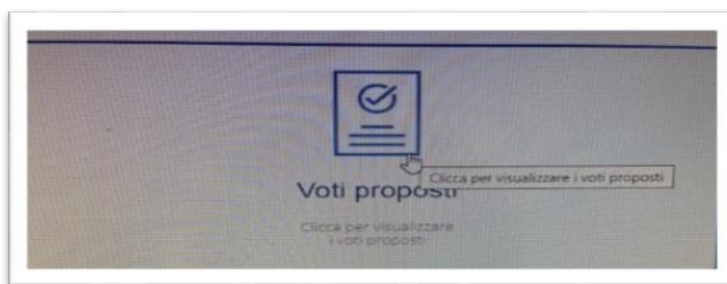 Clicca per visualizzare i voti proposti
Voti proposti
Clicca per visualizzare
i voti proposti